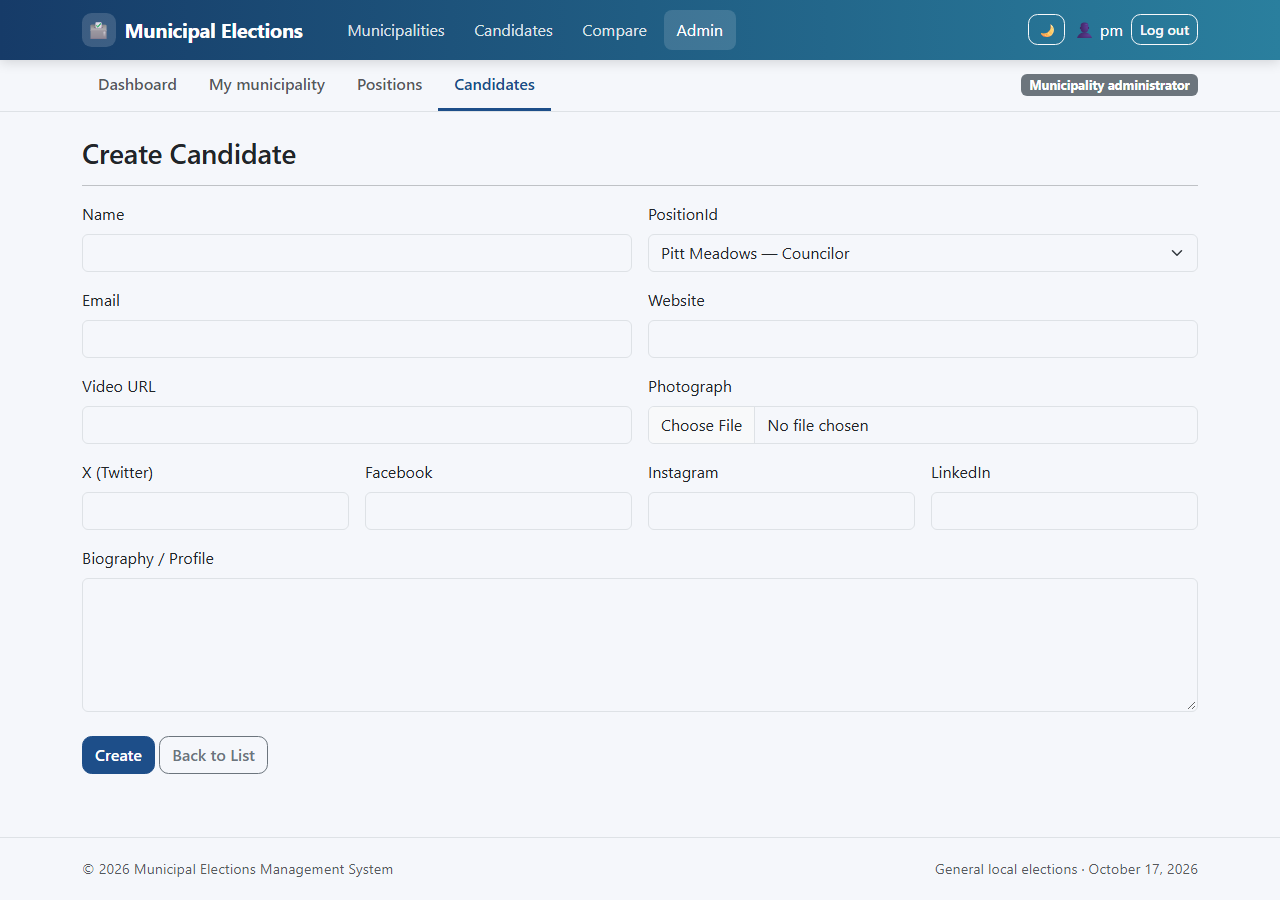 Municipal Elections Municipalities Candidates Compare Admin pm Log out
Dashboard My municipality Positions Candidates Municipality administrator
Create Candidate
Name PositionId
Pitt Meadows — Councilor
Email Website
Video URL Photograph
Choose File No file chosen
X (Twitter) Facebook Instagram LinkedIn
Biography / Profile
Create Back to List
© 2026 Municipal Elections Management System General local elections · October 17, 2026